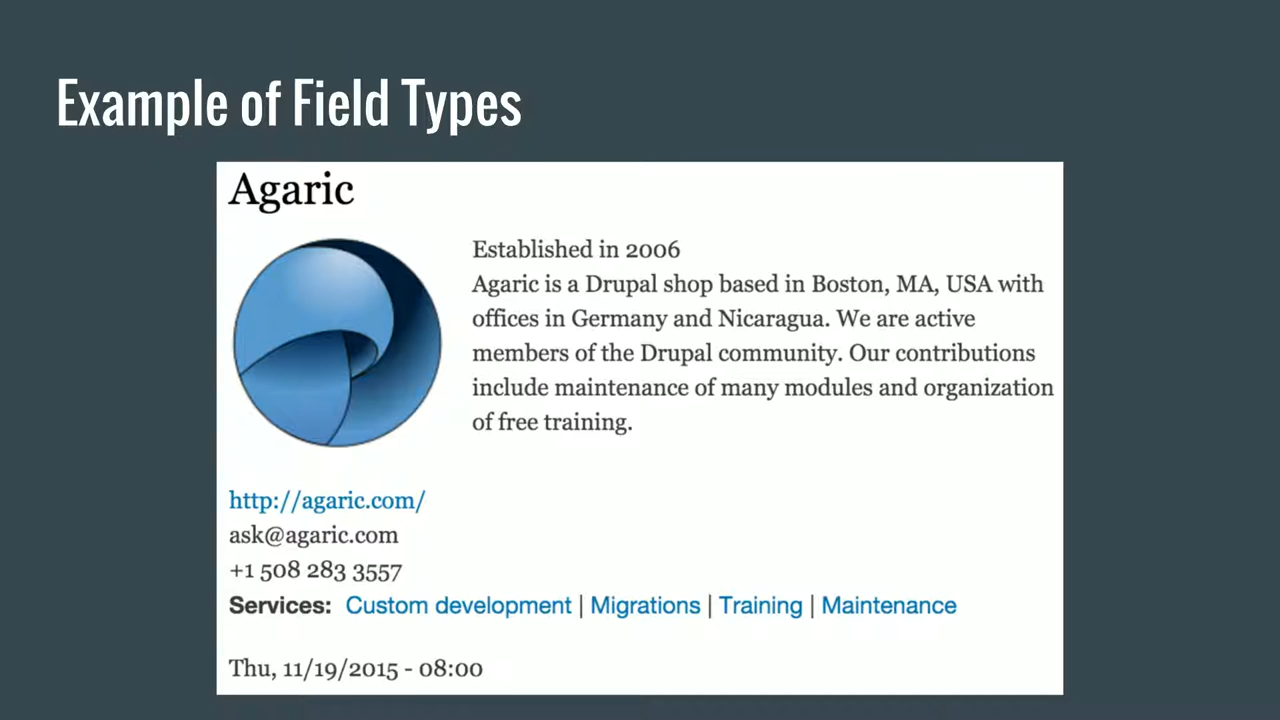 Example of Field Types
Agaric
Established in 2006
Agaric is a Drupal shop based in Boston, MA, USA with
offices in Germany and Nicaragua. We are active
members of the Drupal community. Our contributions
include maintenance of many modules and organization
of free training.
http://agaric.com/
ask@agaric.com
+1 508 283 3557
Services: Custom development | Migrations | Training | Maintenance
Thu, 11/19/2015 - 08:00